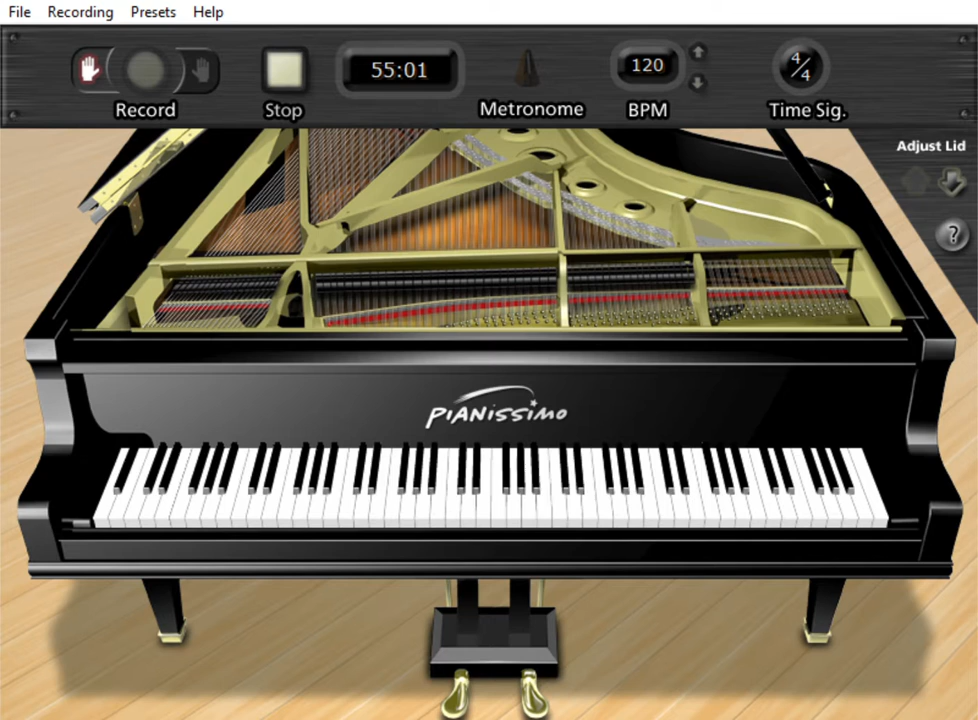 File Recording Presets Help
55:01
120
4/4
Record
Stop
Metronome
BPM
Time Sig.
Adjust Lid
?
PIANISSIMO